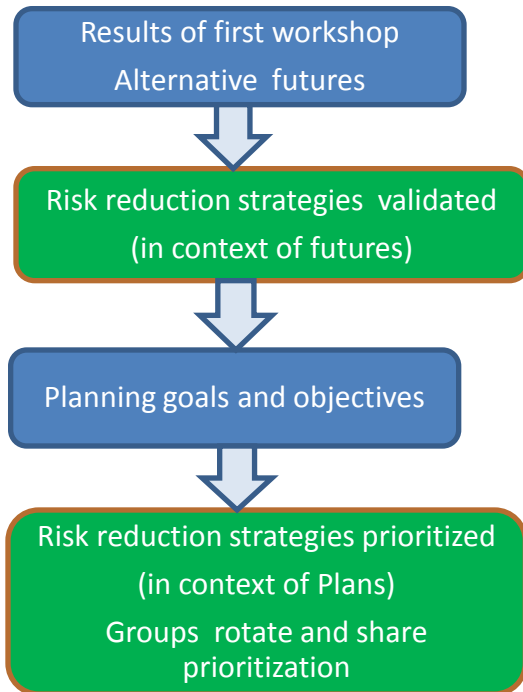 Results of first workshop
Alternative futures
Risk reduction strategies validated
(in context of futures)
Planning goals and objectives
Risk reduction strategies prioritized
(in context of Plans)
Groups rotate and share
prioritization